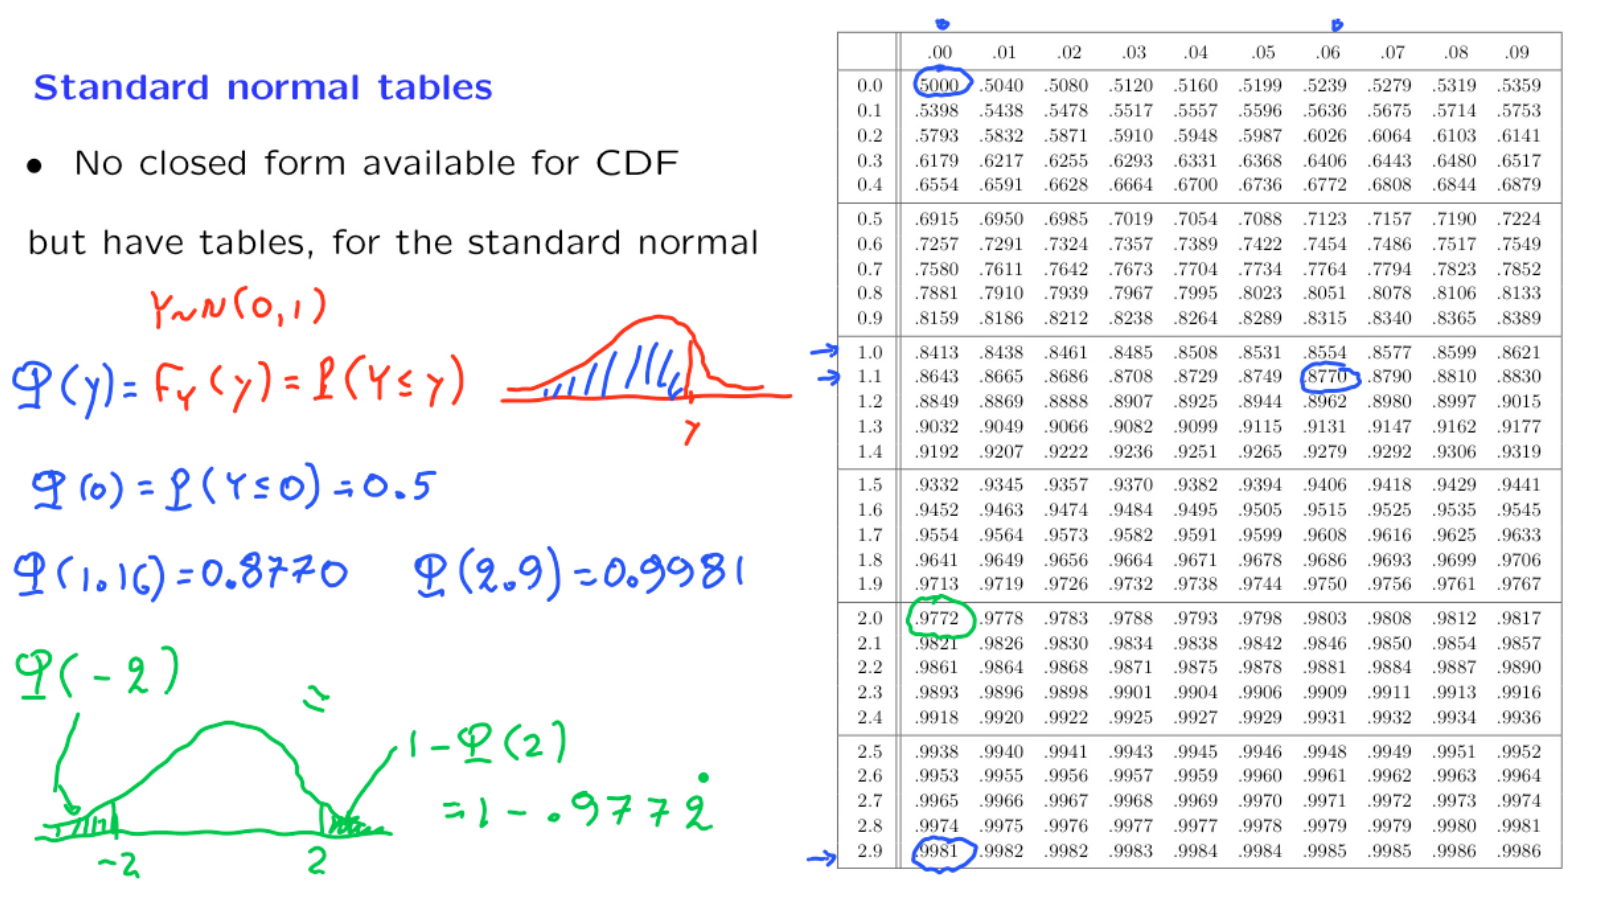 Standard normal tables
• No closed form available for CDF
but have tables, for the standard normal
Y~N(0,1)
Φ(y) = F_Y(y) = P(Y ≤ y)
y
Φ(0) = P(Y ≤ 0) = 0.5
Φ(1.16) = 0.8770 Φ(2.9) = 0.9981
Φ(-2)
=
1 - Φ(2)
= 1 - .9772
-2 2
.00 .01 .02 .03 .04 .05 .06 .07 .08 .09
0.0 .5000 .5040 .5080 .5120 .5160 .5199 .5239 .5279 .5319 .5359
0.1 .5398 .5438 .5478 .5517 .5557 .5596 .5636 .5675 .5714 .5753
0.2 .5793 .5832 .5871 .5910 .5948 .5987 .6026 .6064 .6103 .6141
0.3 .6179 .6217 .6255 .6293 .6331 .6368 .6406 .6443 .6480 .6517
0.4 .6554 .6591 .6628 .6664 .6700 .6736 .6772 .6808 .6844 .6879
0.5 .6915 .6950 .6985 .7019 .7054 .7088 .7123 .7157 .7190 .7224
0.6 .7257 .7291 .7324 .7357 .7389 .7422 .7454 .7486 .7517 .7549
0.7 .7580 .7611 .7642 .7673 .7704 .7734 .7764 .7794 .7823 .7852
0.8 .7881 .7910 .7939 .7967 .7995 .8023 .8051 .8078 .8106 .8133
0.9 .8159 .8186 .8212 .8238 .8264 .8289 .8315 .8340 .8365 .8389
1.0 .8413 .8438 .8461 .8485 .8508 .8531 .8554 .8577 .8599 .8621
1.1 .8643 .8665 .8686 .8708 .8729 .8749 .8770 .8790 .8810 .8830
1.2 .8849 .8869 .8888 .8907 .8925 .8944 .8962 .8980 .8997 .9015
1.3 .9032 .9049 .9066 .9082 .9099 .9115 .9131 .9147 .9162 .9177
1.4 .9192 .9207 .9222 .9236 .9251 .9265 .9279 .9292 .9306 .9319
1.5 .9332 .9345 .9357 .9370 .9382 .9394 .9406 .9418 .9429 .9441
1.6 .9452 .9463 .9474 .9484 .9495 .9505 .9515 .9525 .9535 .9545
1.7 .9554 .9564 .9573 .9582 .9591 .9599 .9608 .9616 .9625 .9633
1.8 .9641 .9649 .9656 .9664 .9671 .9678 .9686 .9693 .9699 .9706
1.9 .9713 .9719 .9726 .9732 .9738 .9744 .9750 .9756 .9761 .9767
2.0 .9772 .9778 .9783 .9788 .9793 .9798 .9803 .9808 .9812 .9817
2.1 .9821 .9826 .9830 .9834 .9838 .9842 .9846 .9850 .9854 .9857
2.2 .9861 .9864 .9868 .9871 .9875 .9878 .9881 .9884 .9887 .9890
2.3 .9893 .9896 .9898 .9901 .9904 .9906 .9909 .9911 .9913 .9916
2.4 .9918 .9920 .9922 .9925 .9927 .9929 .9931 .9932 .9934 .9936
2.5 .9938 .9940 .9941 .9943 .9945 .9946 .9948 .9949 .9951 .9952
2.6 .9953 .9955 .9956 .9957 .9959 .9960 .9961 .9962 .9963 .9964
2.7 .9965 .9966 .9967 .9968 .9969 .9970 .9971 .9972 .9973 .9974
2.8 .9974 .9975 .9976 .9977 .9977 .9978 .9979 .9979 .9980 .9981
2.9 .9981 .9982 .9982 .9983 .9984 .9984 .9985 .9985 .9986 .9986